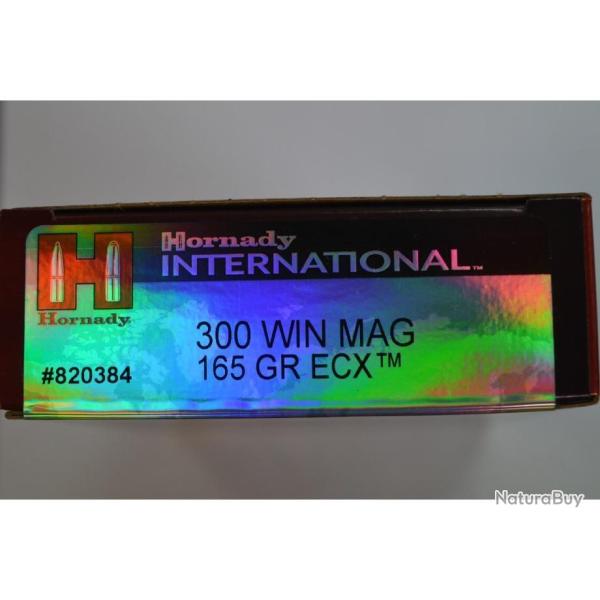 Hornady
INTERNATIONAL™
Hornady
300 WIN MAG
#820384
165 GR ECX™
NaturaBuy